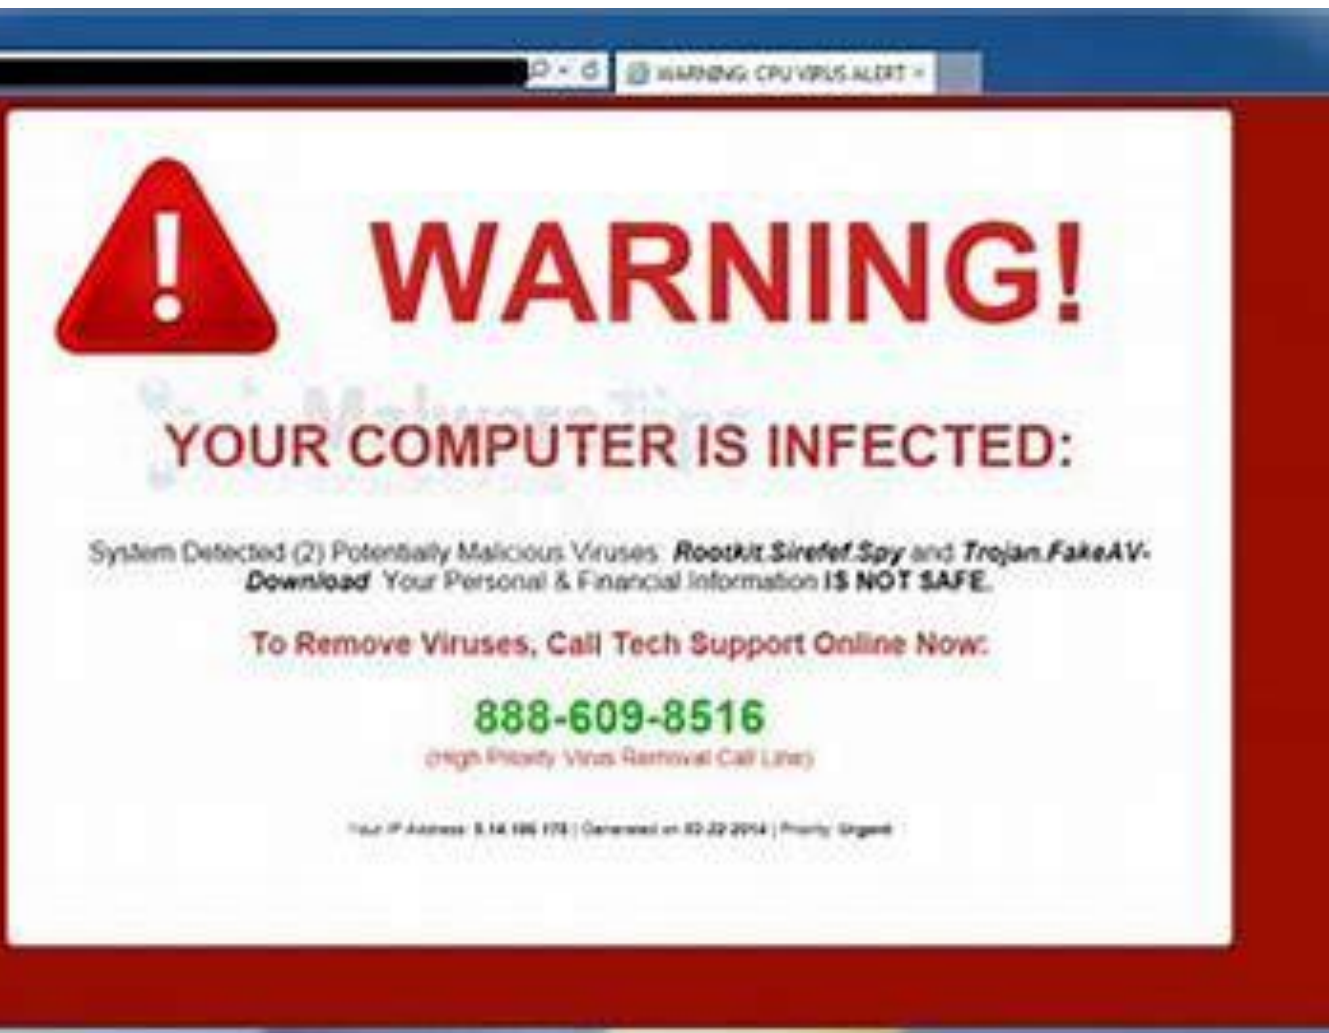 WARNING: CPU VIRUS ALERT
WARNING!
YOUR COMPUTER IS INFECTED:
System Detected (2) Potentially Malicious Viruses: Rootkit.Sirefef.Spy and Trojan.FakeAV-
Download. Your Personal & Financial Information IS NOT SAFE.
To Remove Viruses, Call Tech Support Online Now:
888-609-8516
(High Priority Virus Removal Call Line)
Your IP Address: | Generated on -22-2014 | Priority: Urgent